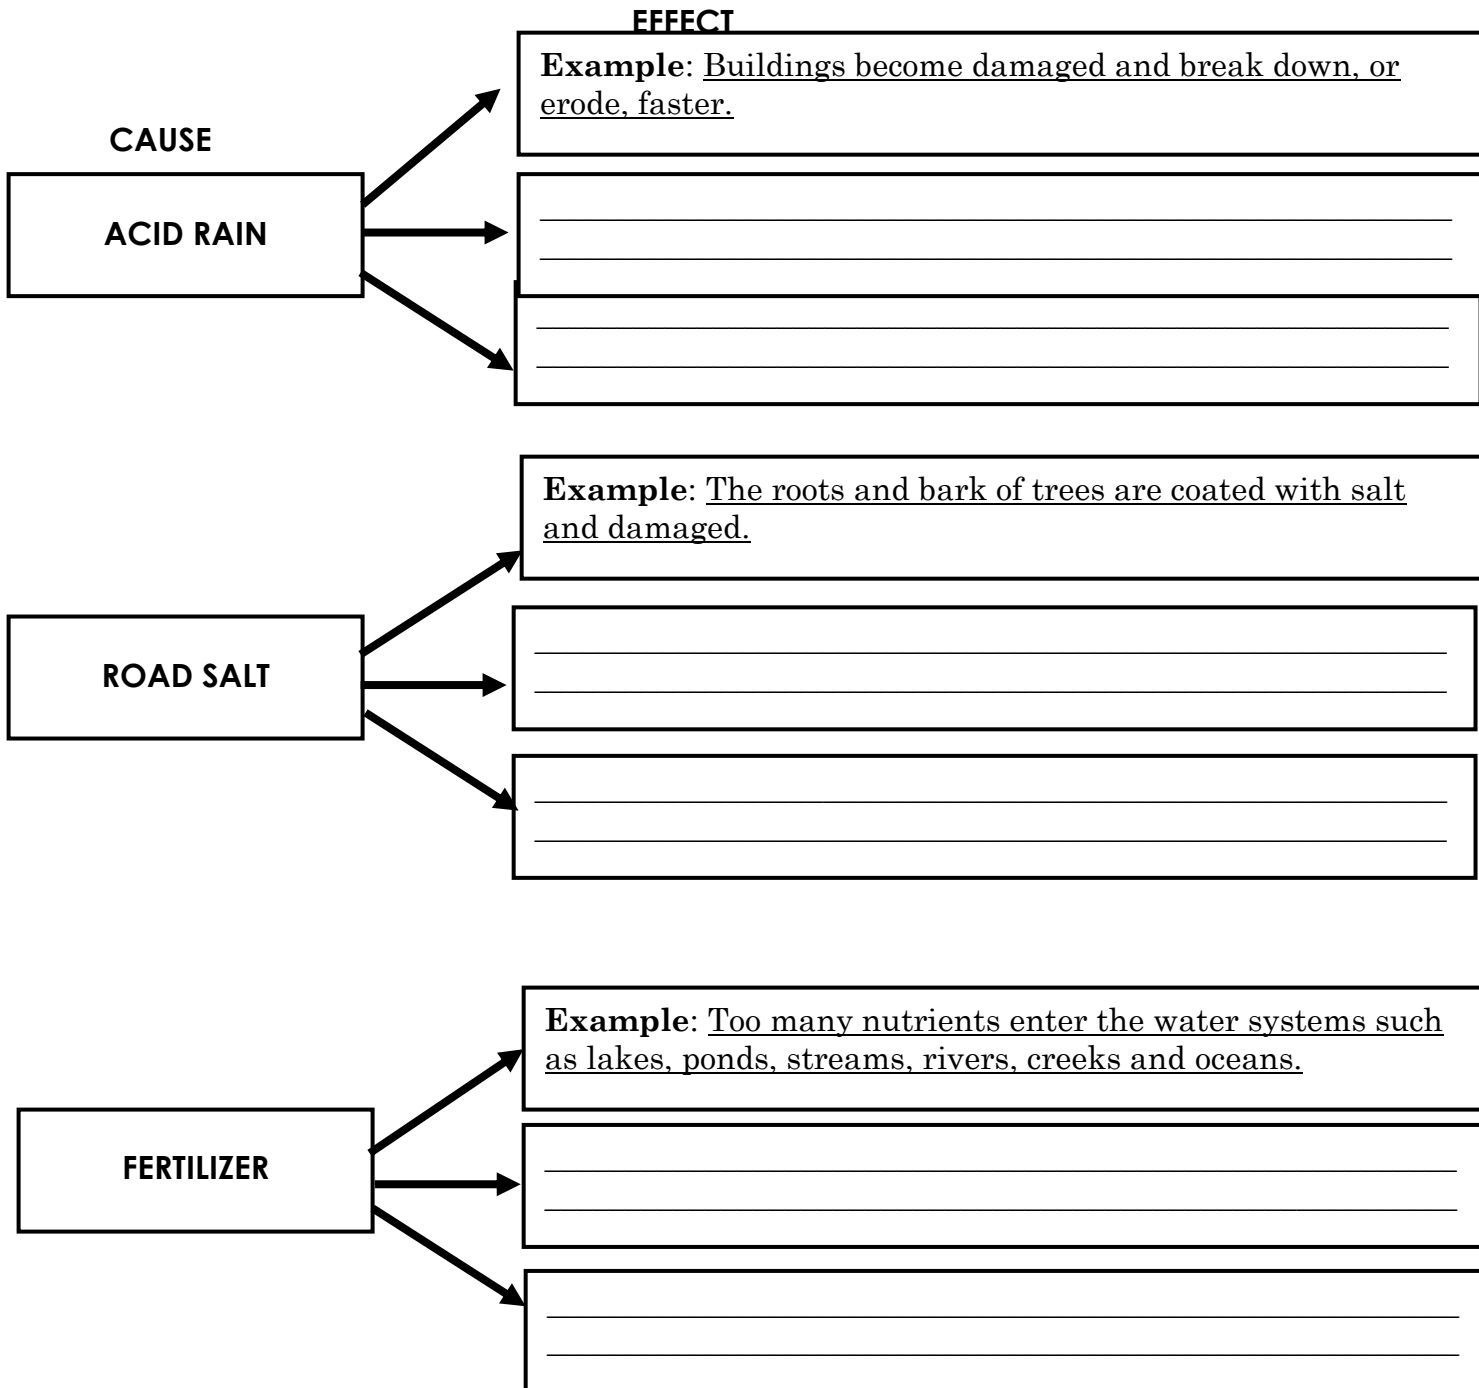 EFFECT
Example: Buildings become damaged and break down, or
erode, faster.
CAUSE
ACID RAIN
Example: The roots and bark of trees are coated with salt
and damaged.
ROAD SALT
Example: Too many nutrients enter the water systems such
as lakes, ponds, streams, rivers, creeks and oceans.
FERTILIZER